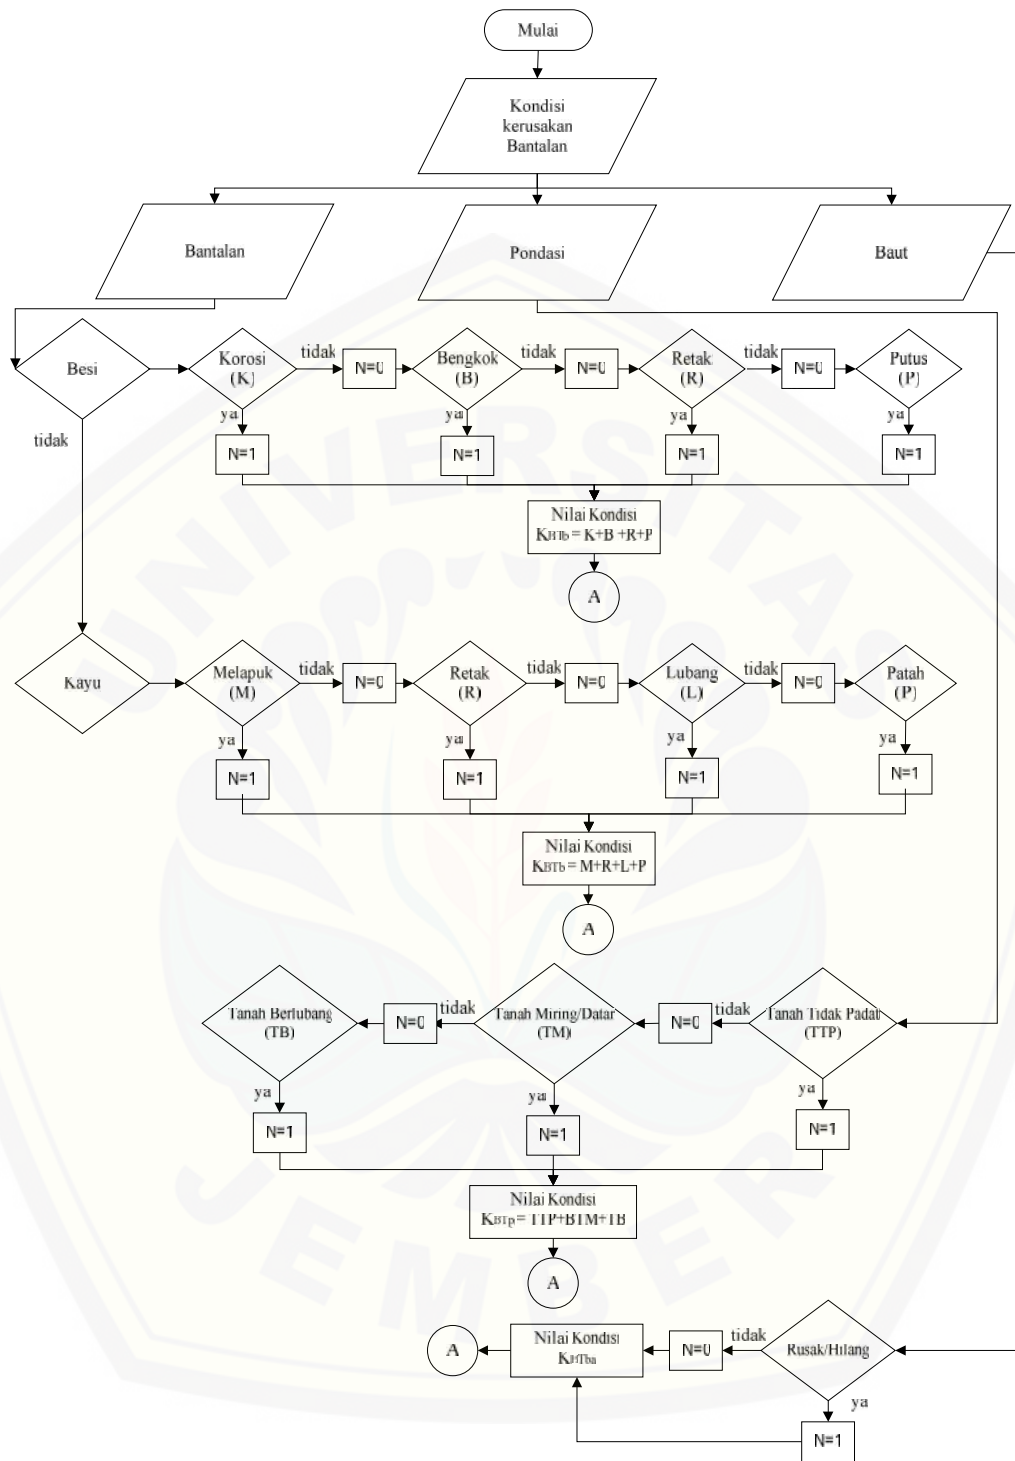 Mulai
Kondisi
kerusakan
Bantalan
Bantalan
Pondasi
Baut
Besi
Korosi
(K)
tidak
N=0
Bengkok
(B)
tidak
N=0
Retak
(R)
tidak
N=0
Putus
(P)
tidak
ya
ya
ya
ya
N=1
N=1
N=1
N=1
Nilai Kondisi
KBTb = K+B +R+P
A
Kayu
Melapuk
(M)
tidak
N=0
Retak
(R)
tidak
N=0
Lubang
(L)
tidak
N=0
Patah
(P)
ya
ya
ya
ya
N=1
N=1
N=1
N=1
Nilai Kondisi
KBTb = M+R+L+P
A
Tanah Berlubang
(TB)
N=0
tidak
Tanah Miring/Datar
(TM)
N=0
tidak
Tanah Tidak Padat
(TTP)
ya
ya
ya
N=1
N=1
N=1
Nilai Kondisi
KBTp = TTP+BTM+TB
A
A
Nilai Kondisi
KBTba
N=0
tidak
Rusak/Hilang
ya
N=1
UNIVERSITAS
JEMBER